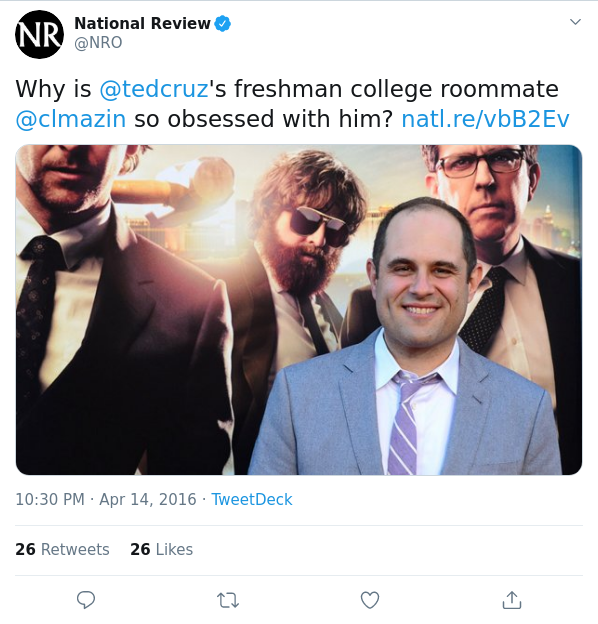 NR
National Review
@NRO
Why is @tedcruz's freshman college roommate
@clmazin so obsessed with him? natl.re/vbB2Ev
10:30 PM · Apr 14, 2016 · TweetDeck
26 Retweets 26 Likes